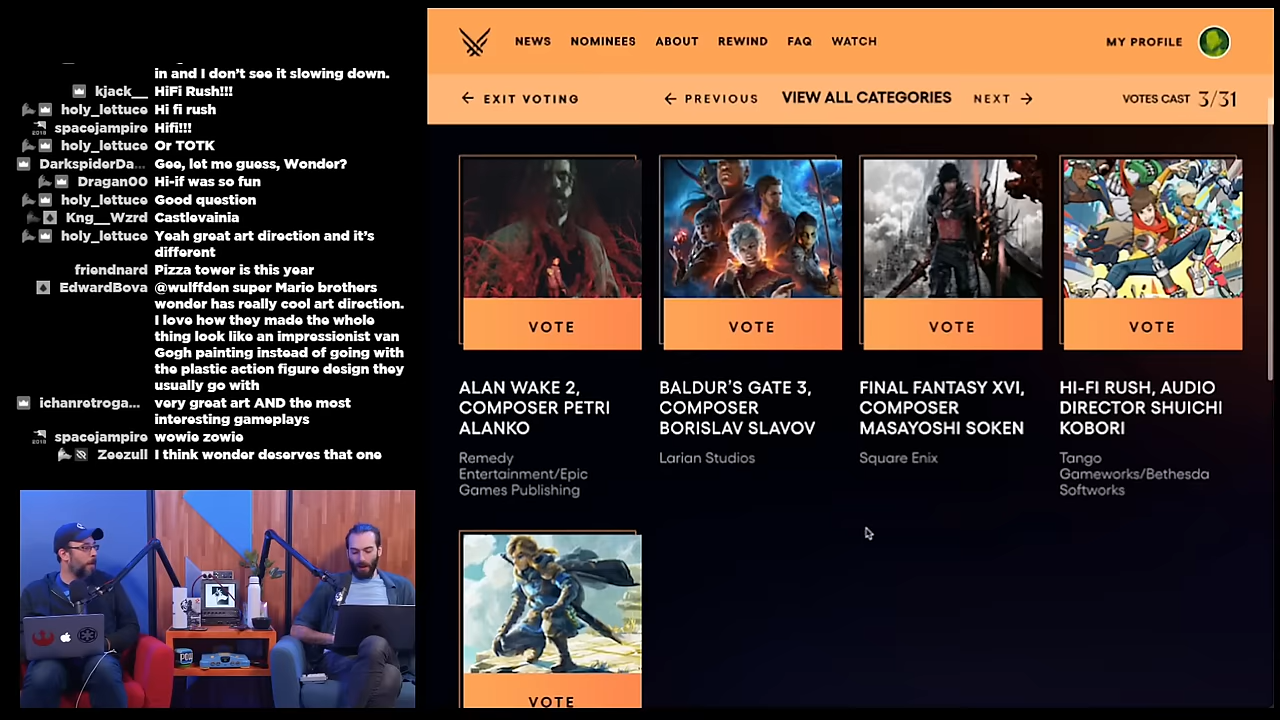 in and I don't see it slowing down.
kjack__ HiFi Rush!!!
holy_lettuce Hi fi rush
spacejampire Hifi!!!
holy_lettuce Or TOTK
DarkspiderDa... Gee, let me guess, Wonder?
Dragan00 Hi-if was so fun
holy_lettuce Good question
Kng__Wzrd Castlevainia
holy_lettuce Yeah great art direction and it's
different
friendnard Pizza tower is this year
EdwardBova @wulffden super Mario brothers
wonder has really cool art direction.
I love how they made the whole
thing look like an impressionist van
Gogh painting instead of going with
the plastic action figure design they
usually go with
ichanretroga... very great art AND the most
interesting gameplays
spacejampire wowie zowie
Zeezull I think wonder deserves that one
POW
NEWS NOMINEES ABOUT REWIND FAQ WATCH MY PROFILE
← EXIT VOTING ← PREVIOUS VIEW ALL CATEGORIES NEXT → VOTES CAST 3/31
VOTE VOTE VOTE VOTE
ALAN WAKE 2,
COMPOSER PETRI
ALANKO
Remedy
Entertainment/Epic
Games Publishing
BALDUR'S GATE 3,
COMPOSER
BORISLAV SLAVOV
Larian Studios
FINAL FANTASY XVI,
COMPOSER
MASAYOSHI SOKEN
Square Enix
HI-FI RUSH, AUDIO
DIRECTOR SHUICHI
KOBORI
Tango
Gameworks/Bethesda
Softworks
VOTE